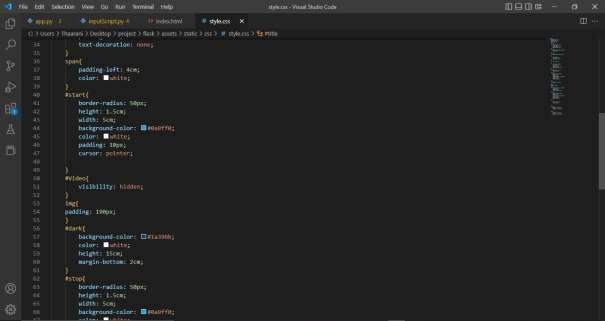 File Edit Selection View Go Run Terminal Help
style.css - Visual Studio Code
app.py 2
inputScript.py 4
index.html
style.css
C: > Users > Thaarani > Desktop > project > flask > assets > static > css > # style.css > #title
34 text-decoration: none;
35 }
36 span{
37 padding-left: 4cm;
38 color: white;
39 }
40 #start{
41 border-radius: 50px;
42 height: 1.5cm;
43 width: 5cm;
44 background-color: #0a9ff0;
45 color: white;
46 padding: 10px;
47 cursor: pointer;
48
49 }
50 #Video{
51 visibility: hidden;
52 }
53 img{
54 padding: 190px;
55 }
56 #dark{
57 background-color:
58 color: white;
59 height: 15cm;
60 margin-bottom: 2cm;
61 }
62 #stop{
63 border-radius: 50px;
64 height: 1.5cm;
65 width: 5cm;
66 background-color: #0a9ff0;
67 color: white;